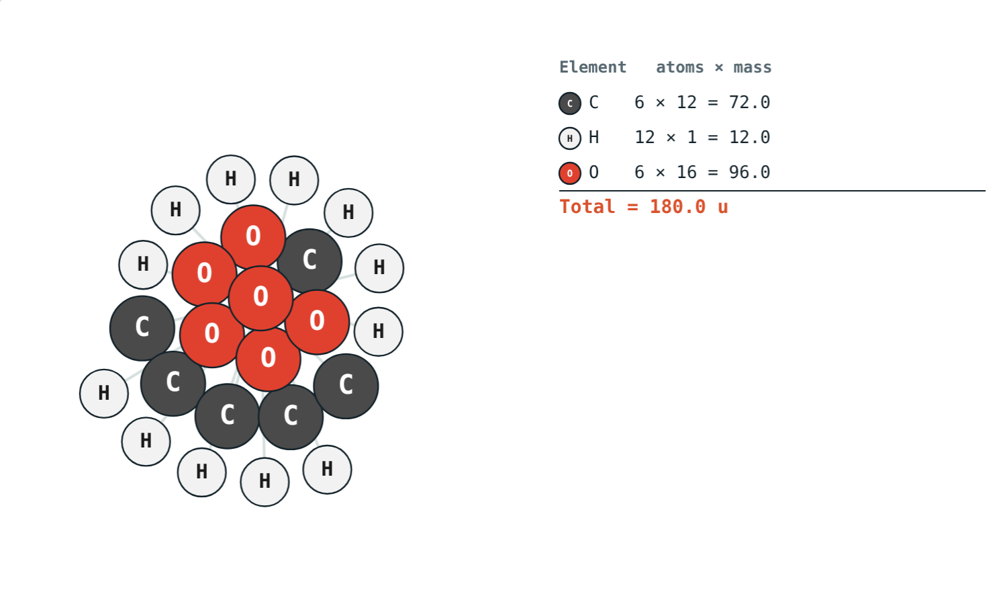 Element atoms × mass
C C 6 × 12 = 72.0
H H 12 × 1 = 12.0
O O 6 × 16 = 96.0
Total = 180.0 u
H H
H H
O
C
H O H
O
C O O H
O
C C
H
C C
H
H H H